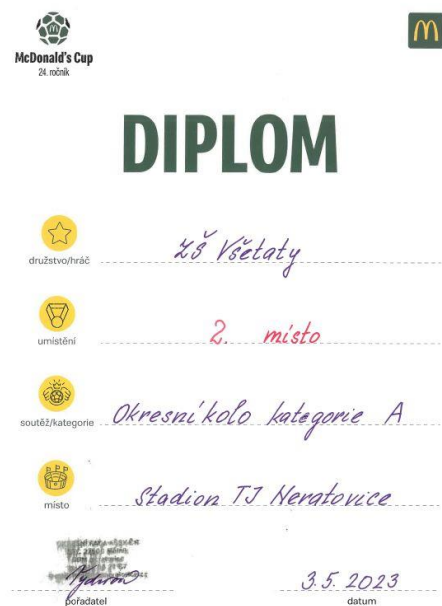 McDonald's Cup
24. ročník
DIPLOM
družstvo/hráč
ZŠ Všetaty
umístění
2. místo
soutěž/kategorie
Okresní kolo kategorie A
místo
Stadion TJ Neratovice
3.5.2023
pořadatel
datum